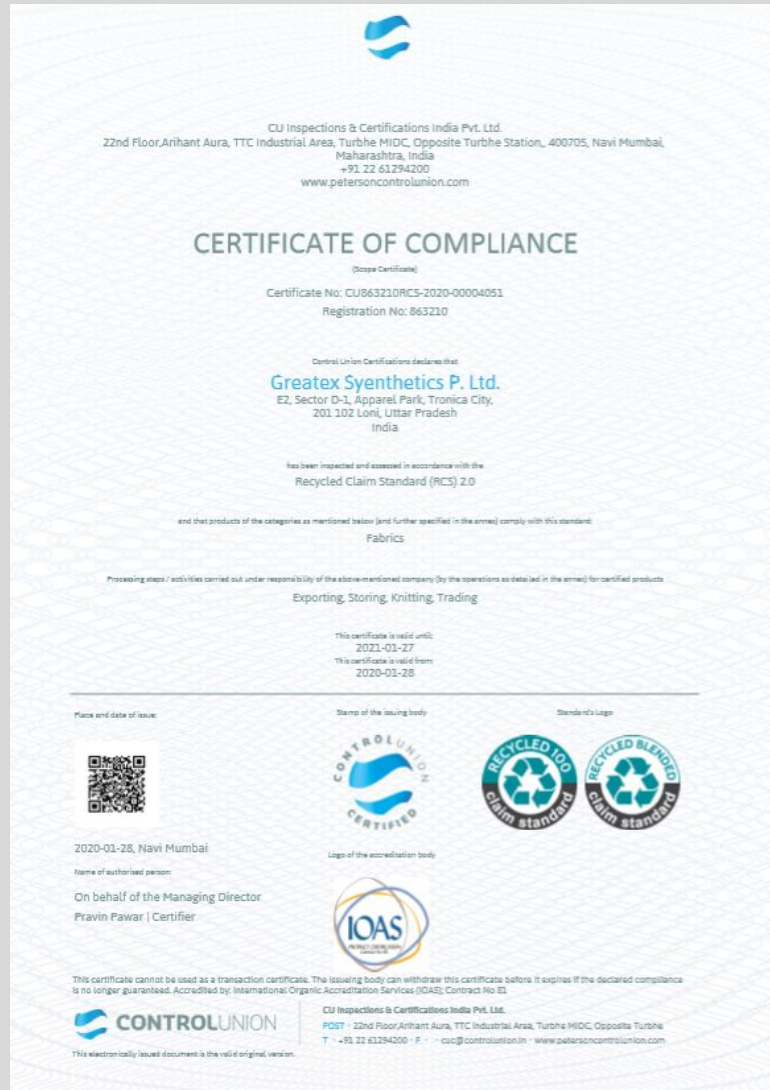 CU Inspections & Certifications India Pvt. Ltd.
22nd Floor,Arihant Aura, TTC Industrial Area, Turbhe MIDC, Opposite Turbhe Station,, 400705, Navi Mumbai,
Maharashtra, India
+91 22 61294200
www.petersoncontrolunion.com
CERTIFICATE OF COMPLIANCE
(Scope Certificate)
Certificate No: CU863210RCS-2020-00004051
Registration No: 863210
Control Union Certifications declares that
Greatex Syenthetics P. Ltd.
E2, Sector D-1, Apparel Park, Tronica City,
201 102 Loni, Uttar Pradesh
India
has been inspected and assessed in accordance with the
Recycled Claim Standard (RCS) 2.0
and that products of the categories as mentioned below (and further specified in the annex) comply with this standard:
Fabrics
Processing steps / activities carried out under responsibility of the above-mentioned company (by the operations as detailed in the annex) for certified products
Exporting, Storing, Knitting, Trading
This certificate is valid until:
2021-01-27
This certificate is valid from:
2020-01-28
Place and date of issue:
Stamp of the issuing body
Standard's Logo
CONTROLUNION
CERTIFIED
RECYCLED 100
claim standard
RECYCLED BLENDED
claim standard
2020-01-28, Navi Mumbai
Name of authorised person:
On behalf of the Managing Director
Pravin Pawar | Certifier
Logo of the accreditation body
IOAS
This certificate cannot be used as a transaction certificate. The issueing body can withdraw this certificate before it expires if the declared compliance
is no longer guaranteed. Accredited by: International Organic Accreditation Services (IOAS); Contract No 81
CONTROLUNION
CU Inspections & Certifications India Pvt. Ltd.
POST · 22nd Floor,Arihant Aura, TTC Industrial Area, Turbhe MIDC, Opposite Turbhe
T · +91 22 61294200 · F · · cuc@controlunion.in · www.petersoncontrolunion.com
This electronically issued document is the valid original version.